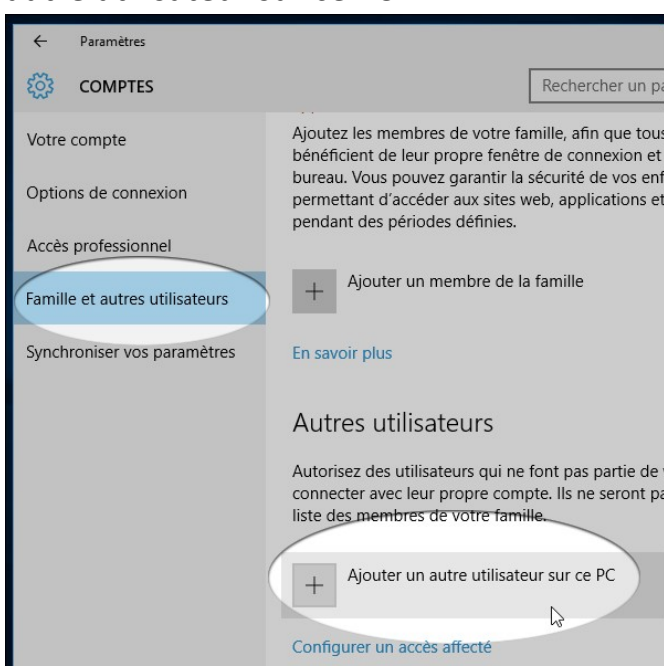 ← Paramètres
COMPTES
Rechercher un pa
Votre compte
Options de connexion
Accès professionnel
Famille et autres utilisateurs
Synchroniser vos paramètres
Ajoutez les membres de votre famille, afin que tous
bénéficient de leur propre fenêtre de connexion et
bureau. Vous pouvez garantir la sécurité de vos enf
permettant d'accéder aux sites web, applications et
pendant des périodes définies.
+ Ajouter un membre de la famille
En savoir plus
Autres utilisateurs
Autorisez des utilisateurs qui ne font pas partie de
connecter avec leur propre compte. Ils ne seront pa
liste des membres de votre famille.
+ Ajouter un autre utilisateur sur ce PC
Configurer un accès affecté